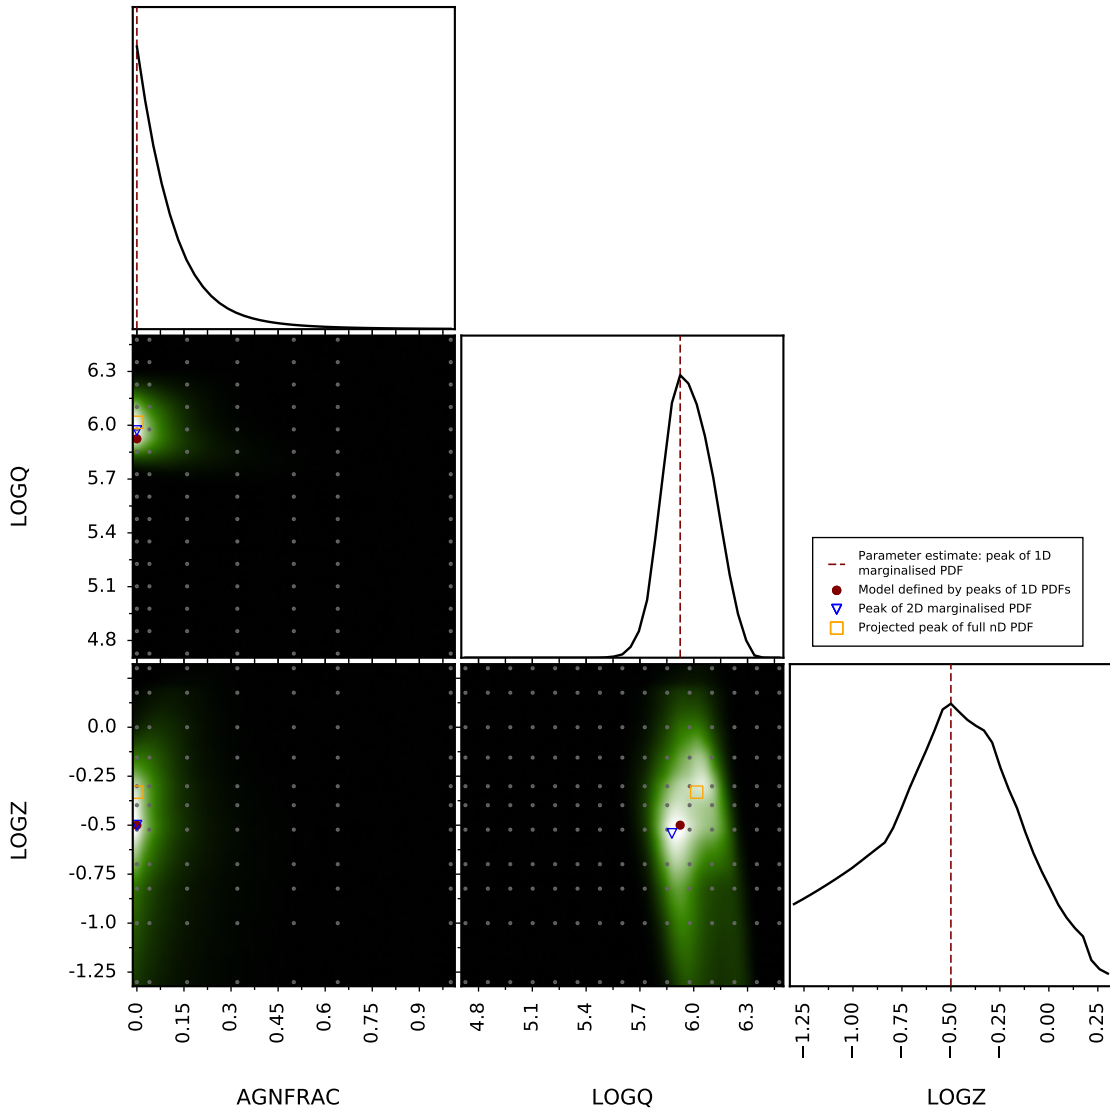 6.3
6.0
5.7
5.4
5.1
4.8
LOGQ
Parameter estimate: peak of 1D
marginalised PDF
Model defined by peaks of 1D PDFs
Peak of 2D marginalised PDF
Projected peak of full nD PDF
0.0
-0.25
-0.5
-0.75
-1.0
-1.25
LOGZ
0.0 0.15 0.3 0.45 0.6 0.75 0.9
4.8 5.1 5.4 5.7 6.0 6.3
−1.25 −1.00 −0.75 −0.50 −0.25 0.00 0.25
AGNFRAC
LOGQ
LOGZ